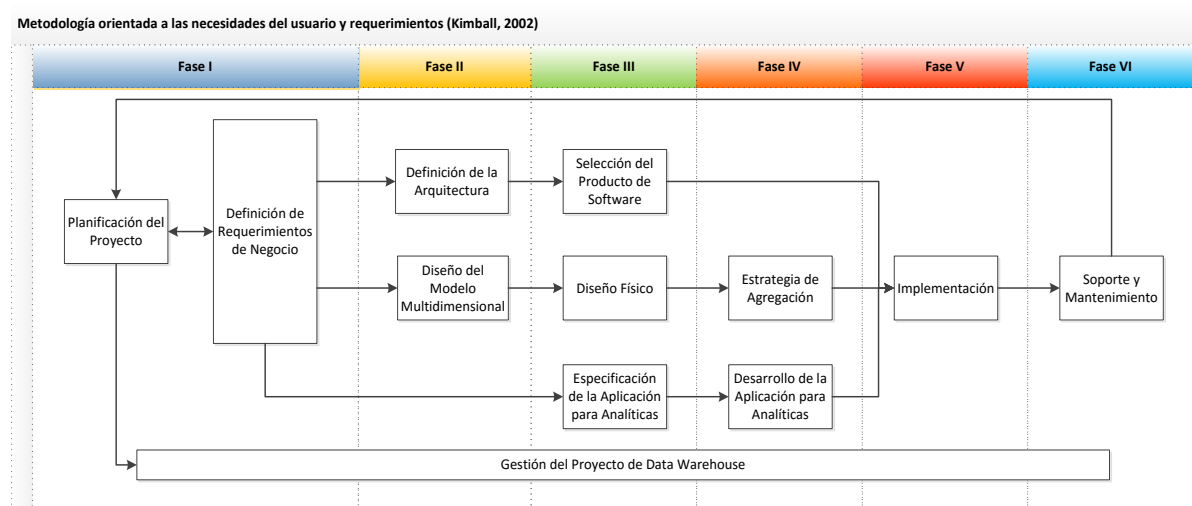 Metodología orientada a las necesidades del usuario y requerimientos (Kimball, 2002)
Fase I
Fase II
Fase III
Fase IV
Fase V
Fase VI
Planificación del
Proyecto
Definición de
Requerimientos
de Negocio
Definición de la
Arquitectura
Selección del
Producto de
Software
Diseño del
Modelo
Multidimensional
Diseño Físico
Estrategia de
Agregación
Implementación
Soporte y
Mantenimiento
Especificación
de la Aplicación
para Analíticas
Desarrollo de la
Aplicación para
Analíticas
Gestión del Proyecto de Data Warehouse